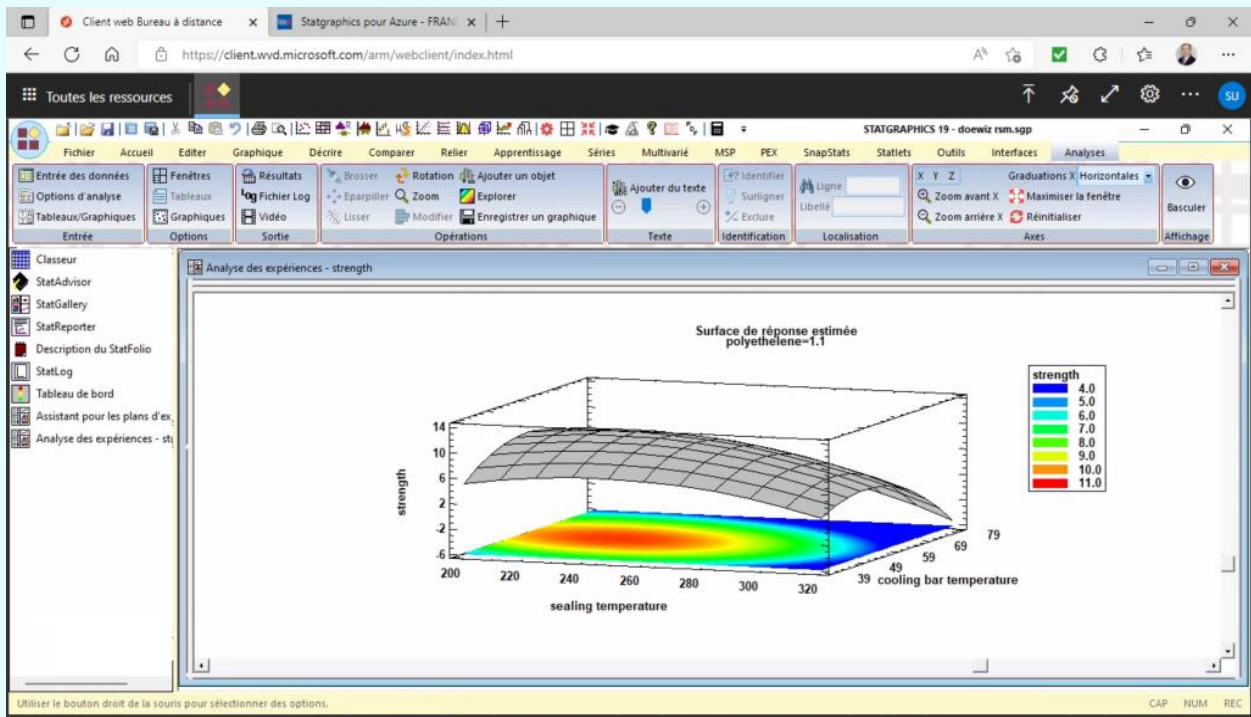 Client web Bureau à distance
Statgraphics pour Azure - FRAN
https://client.wvd.microsoft.com/arm/webclient/index.html
Toutes les ressources
SU
STATGRAPHICS 19 - doewiz rsm.sgp
Fichier Accueil Editer Graphique Décrire Comparer Relier Apprentissage Séries Multivarié MSP PEX SnapStats Statlets Outils Interfaces Analyses
Entrée des données Fenêtres Résultats Brosser Rotation Ajouter un objet Ajouter du texte Identifier Ligne X Y Z Graduations X Horizontales
Options d'analyse Tableaux Log Fichier Log Eparpiller Zoom Explorer Surligner Libellé Zoom avant X Maximiser la fenêtre Basculer
Tableaux/Graphiques Graphiques Vidéo Lisser Modifier Enregistrer un graphique Exclure Zoom arrière X Réinitialiser
Entrée Options Sortie Opérations Texte Identification Localisation Axes Affichage
Classeur
StatAdvisor
StatGallery
StatReporter
Description du StatFolio
StatLog
Tableau de bord
Assistant pour les plans d'ex
Analyse des expériences - st
Analyse des expériences - strength
Surface de réponse estimée
polyethelene=1.1
strength
4.0
5.0
6.0
7.0
8.0
9.0
10.0
11.0
strength
14
10
6
2
-2
-6
200 220 240 260 280 300 320
sealing temperature
39 49 59 69 79
cooling bar temperature
Utiliser le bouton droit de la souris pour sélectionner des options.
CAP NUM REC